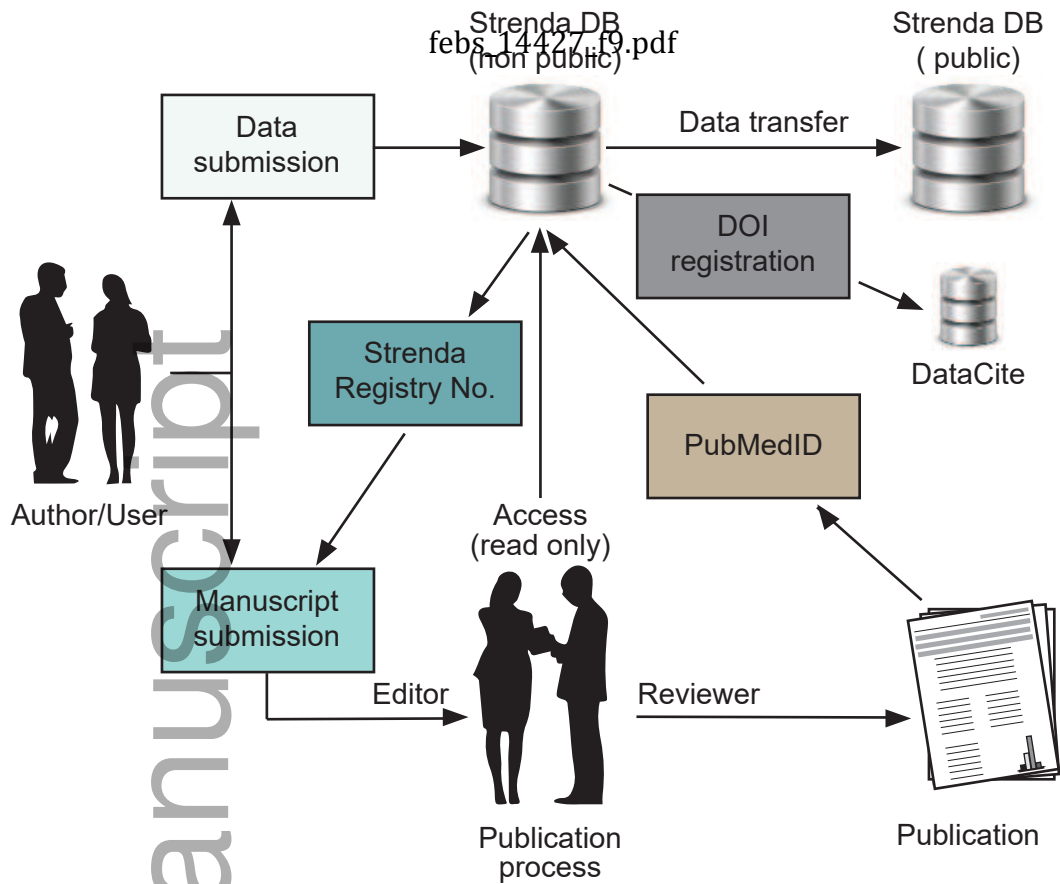 Strenda DB
(non public)
febs_14427_f9.pdf
Strenda DB
( public)
Data
submission
Data transfer
DOI
registration
DataCite
Strenda
Registry No.
PubMedID
Author/User
Access
(read only)
Manuscript
submission
Editor
Reviewer
Publication
process
Publication
anuscript